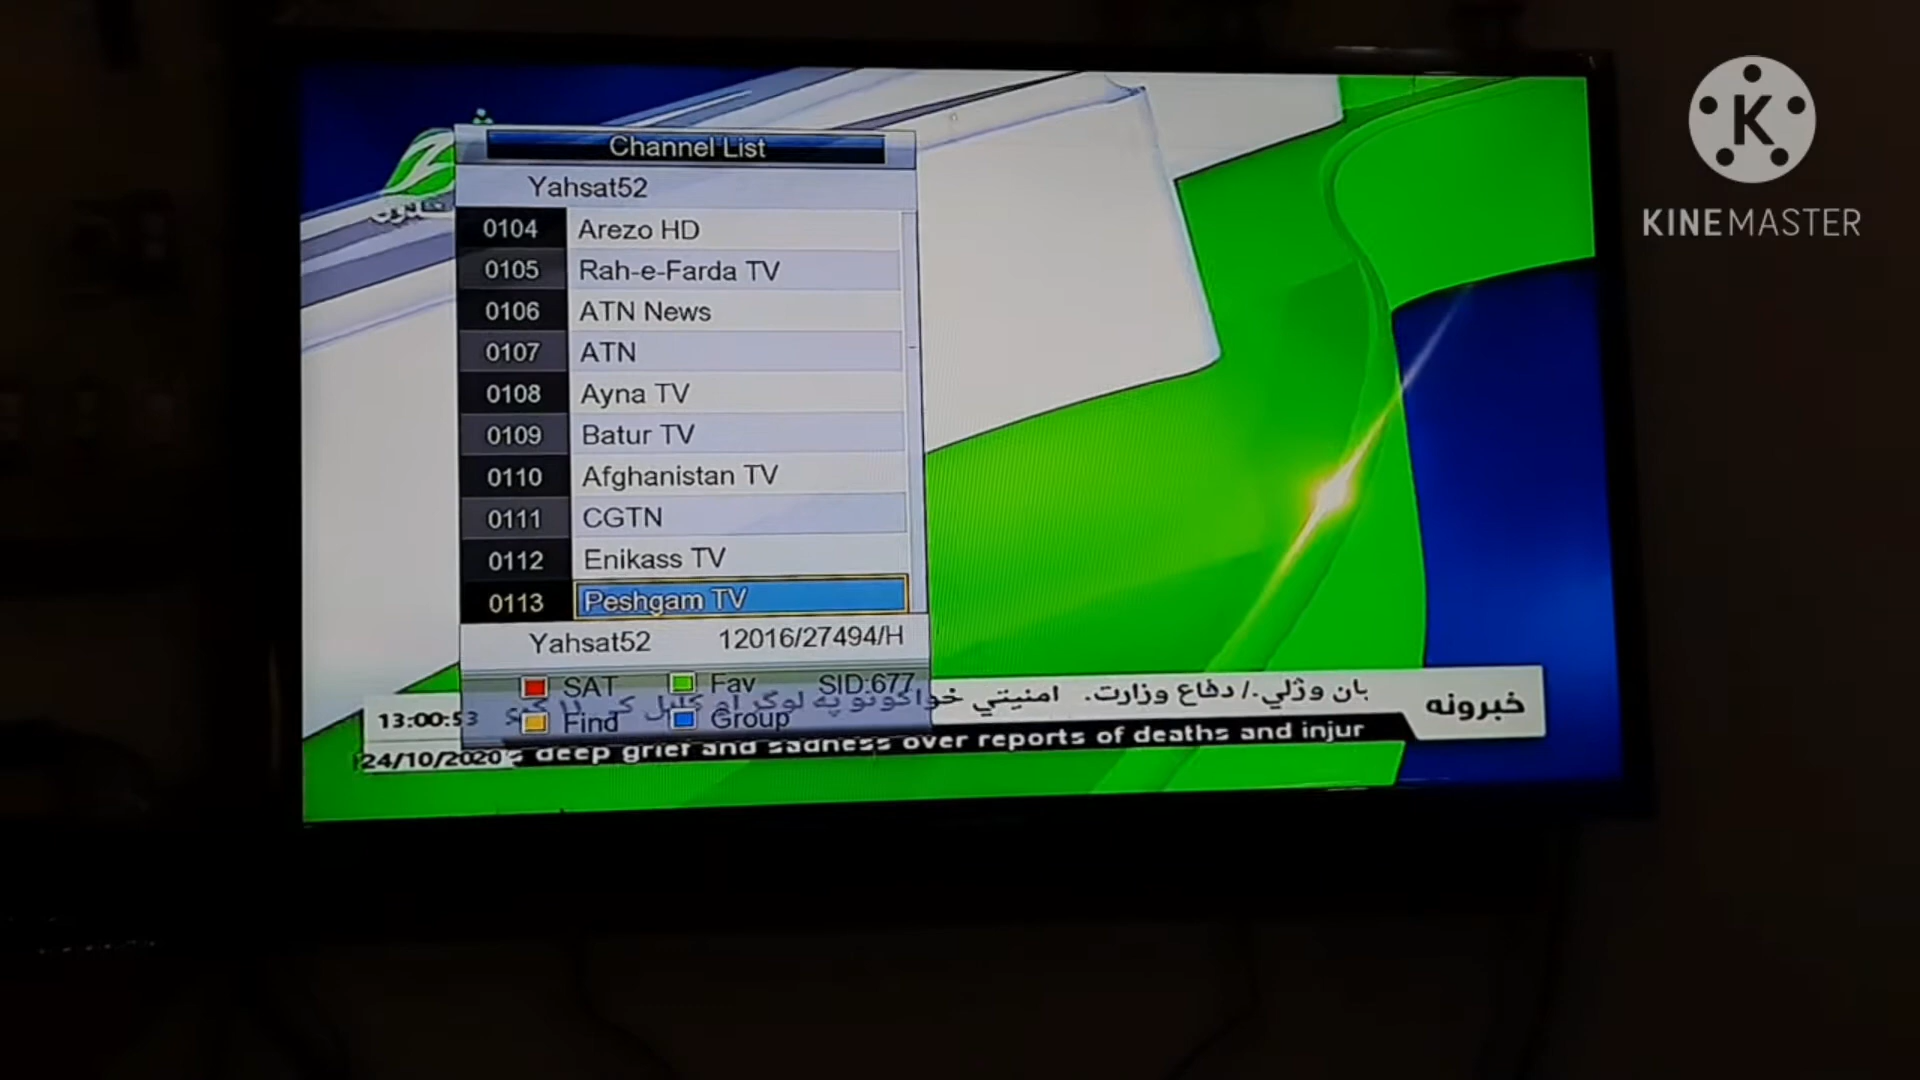 KINEMASTER
Channel List
Yahsat52
0104 Arezo HD
0105 Rah-e-Farda TV
0106 ATN News
0107 ATN
0108 Ayna TV
0109 Batur TV
0110 Afghanistan TV
0111 CGTN
0112 Enikass TV
0113 Peshgam TV
Yahsat52 12016/27494/H
SAT Fav SID:677
Find Group
خبرونه
بان وژلي./ دفاع وزارت. امنيتي
13:00:53
24/10/2020 deep grief and sadness over reports of deaths and injur